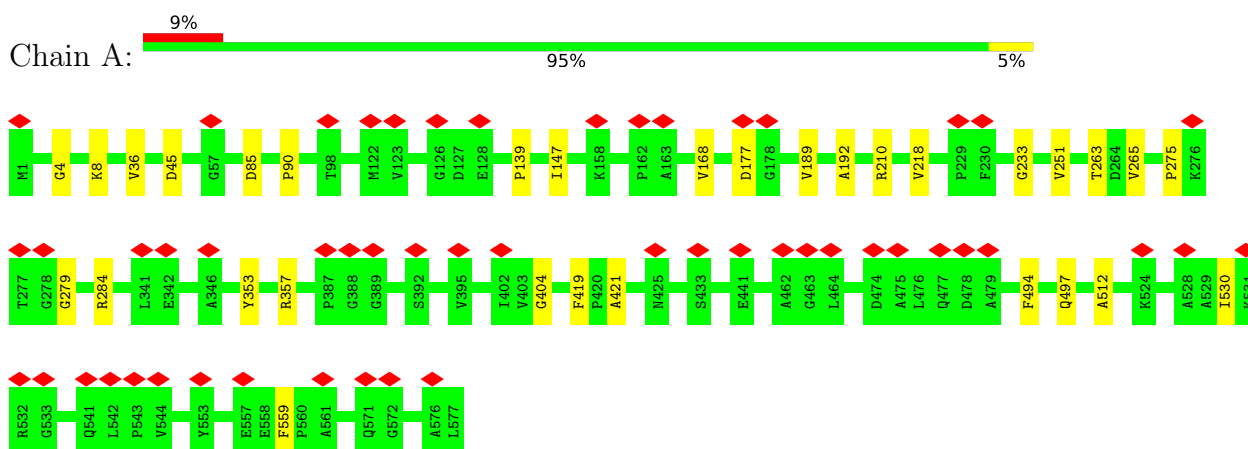 9%
Chain A:
95% 5%
M1 G4 K8 V36 D45 G57 D85 P90 T98 M122 V123 G126 D127 E128 P139 I147 K158 P162 A163 V168 D177 G178 V189 A192 R210 V218 P229 F230 G233 V251 T263 D264 V265 P275 K276
T277 G278 G279 R284 L341 E342 A346 Y353 R357 P387 G388 G389 S392 V395 I402 V403 G404 F419 P420 A421 N425 S433 E441 A462 G463 L464 D474 A475 L476 Q477 D478 A479 F494 Q497 A512 K524 A528 A529 I530 K531
R532 G533 Q541 L542 P543 V544 Y553 E557 E558 F559 P560 A561 Q571 G572 A576 L577